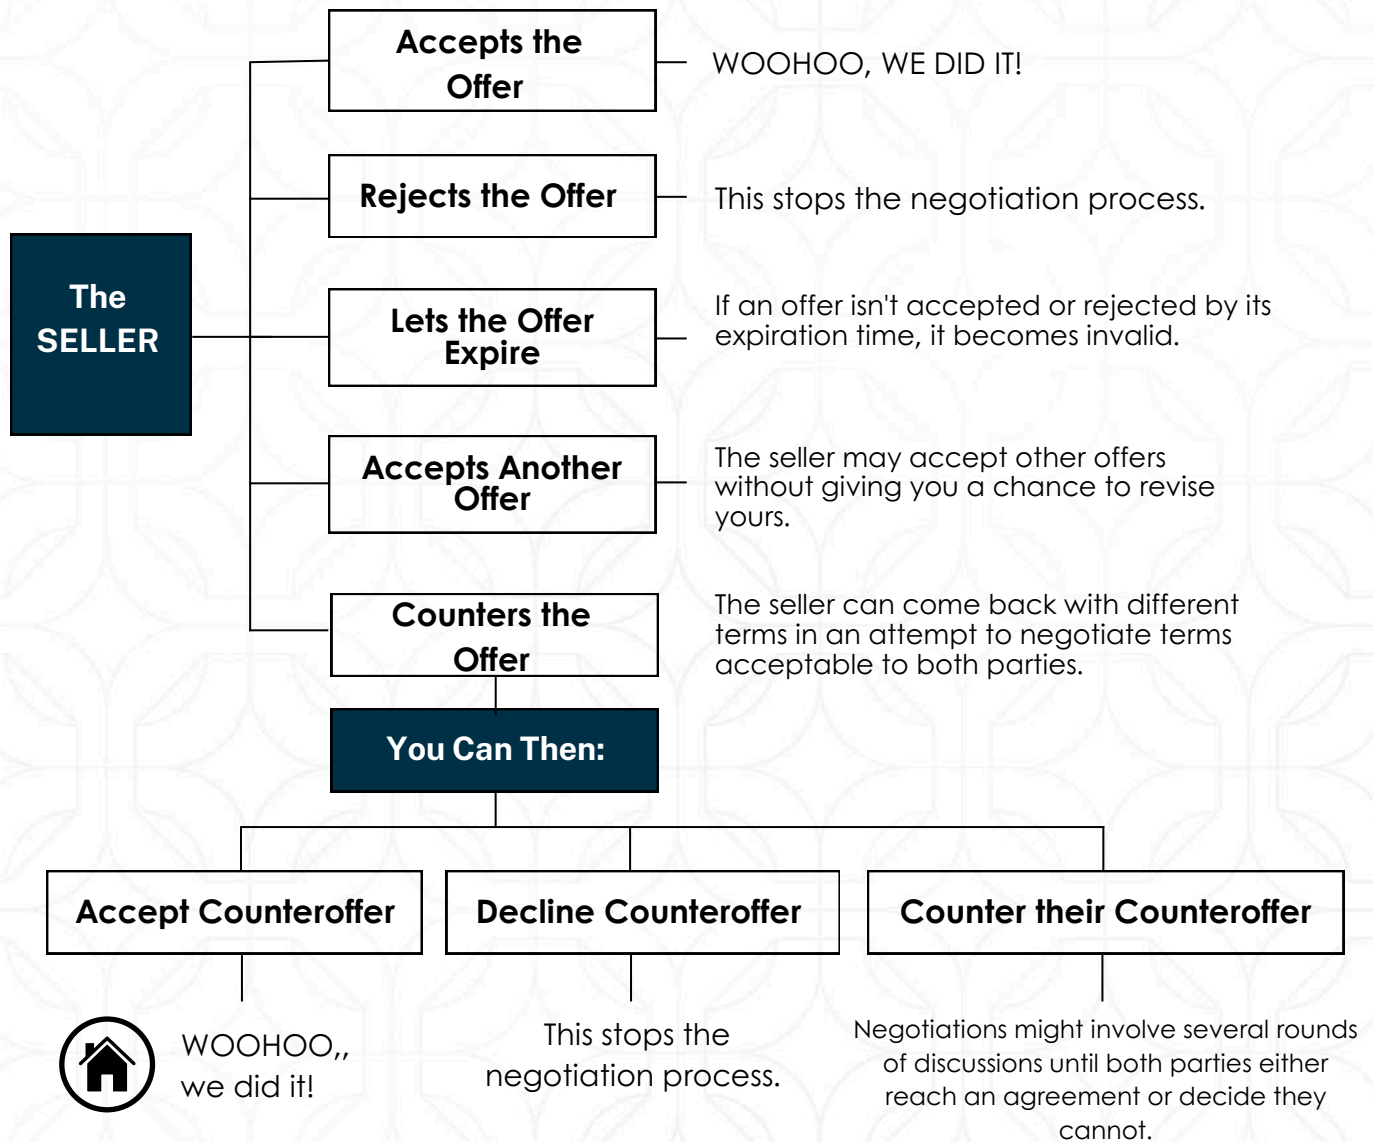 Accepts the
Offer
WOOHOO, WE DID IT!
Rejects the Offer
This stops the negotiation process.
The
SELLER
Lets the Offer
Expire
If an offer isn't accepted or rejected by its
expiration time, it becomes invalid.
Accepts Another
Offer
The seller may accept other offers
without giving you a chance to revise
yours.
Counters the
Offer
The seller can come back with different
terms in an attempt to negotiate terms
acceptable to both parties.
You Can Then:
Accept Counteroffer
Decline Counteroffer
Counter their Counteroffer
WOOHOO,,
we did it!
This stops the
negotiation process.
Negotiations might involve several rounds
of discussions until both parties either
reach an agreement or decide they
cannot.